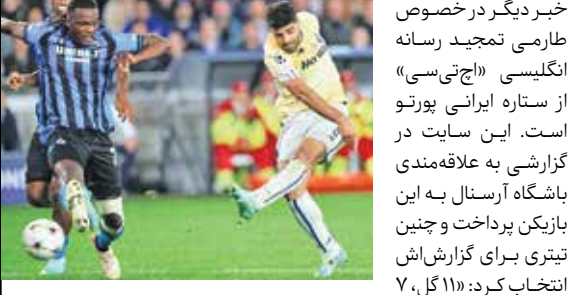 خبر دیگر در خصوص
طارمی تمجید رسانه
انگلیسی «اچ‌تی‌سی»
از ستاره ایرانی پورتو
است. این سایت در
گزارشی به علاقه‌مندی
باشگاه آرسنال به این
بازیکن پرداخت و چنین
تیتری برای گزارش‌اش
انتخاب کرد: «۱۱ گل، ۷
UNIBET